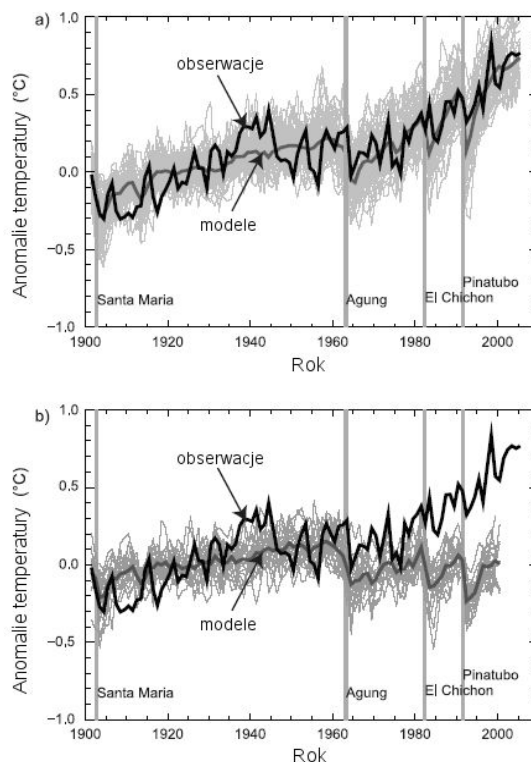 a)
1.0
obserwacje
0.5
Anomalie temperatury (°C)
0.0
modele
−0,5
Santa Maria
Agung
El Chichon
Pinatubo
−1.0
1900 1920 1940 1960 1980 2000
Rok
b)
1.0
obserwacje
0.5
Anomalie temperatury (°C)
0.0
modele
−0,5
Santa Maria
Agung
El Chichon
Pinatubo
−1.0
1900 1920 1940 1960 1980 2000
Rok